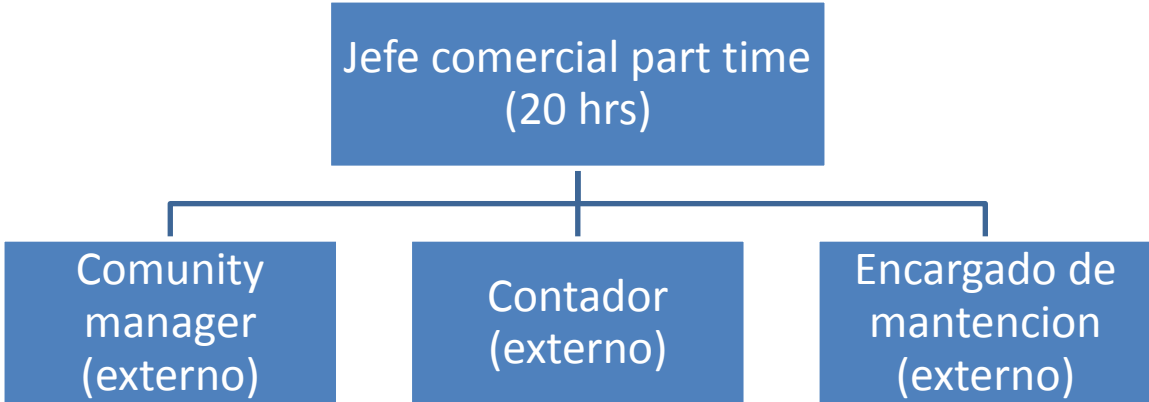 Jefe comercial part time
(20 hrs)
Comunity
manager
(externo)
Contador
(externo)
Encargado de
mantencion
(externo)